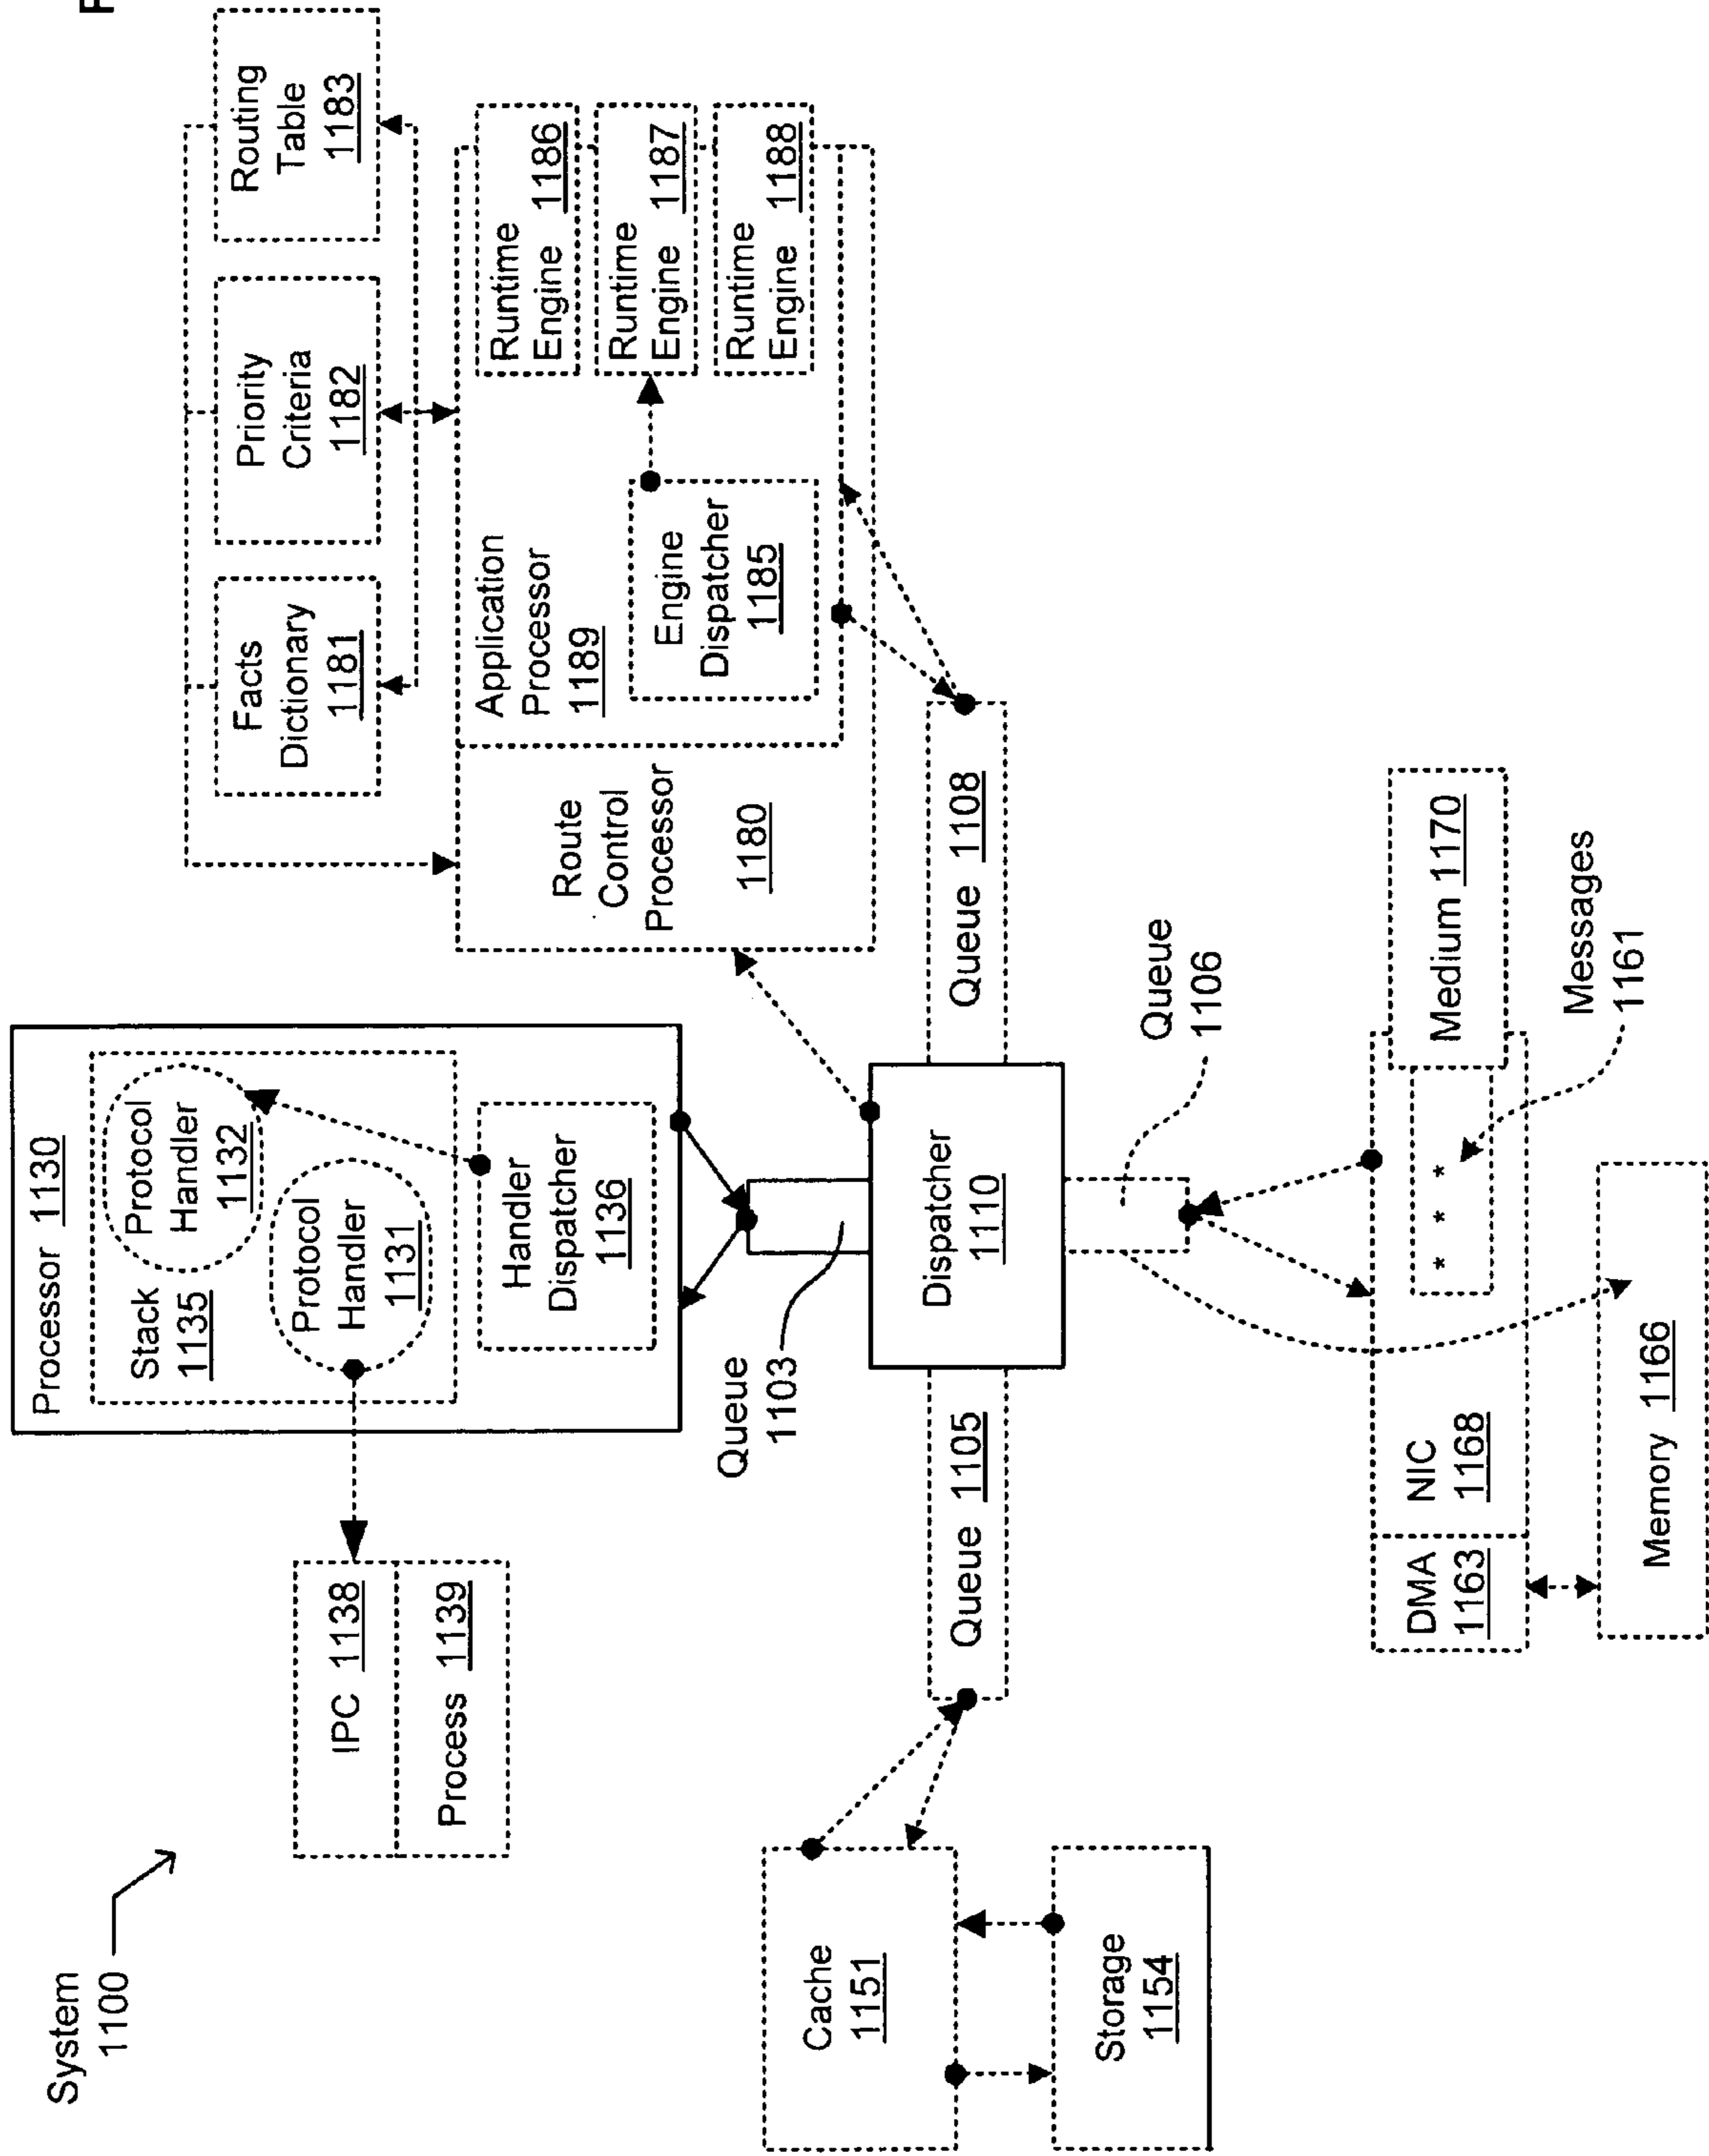 System
1100
Processor 1130
Stack
1135
Protocol
Handler
1132
Protocol
Handler
1131
Handler
Dispatcher
1136
IPC 1138
Process 1139
Facts
Dictionary
1181
Priority
Criteria
1182
Routing
Table
1183
Route
Control
Processor
1180
Application
Processor
1189
Engine
Dispatcher
1185
Runtime
Engine 1186
Runtime
Engine 1187
Runtime
Engine 1188
Queue
1103
Queue 1105
Dispatcher
1110
Queue 1108
Queue
1106
Cache
1151
Storage
1154
DMA
1163
NIC
1168
* * *
Medium 1170
Messages
1161
Memory 1166